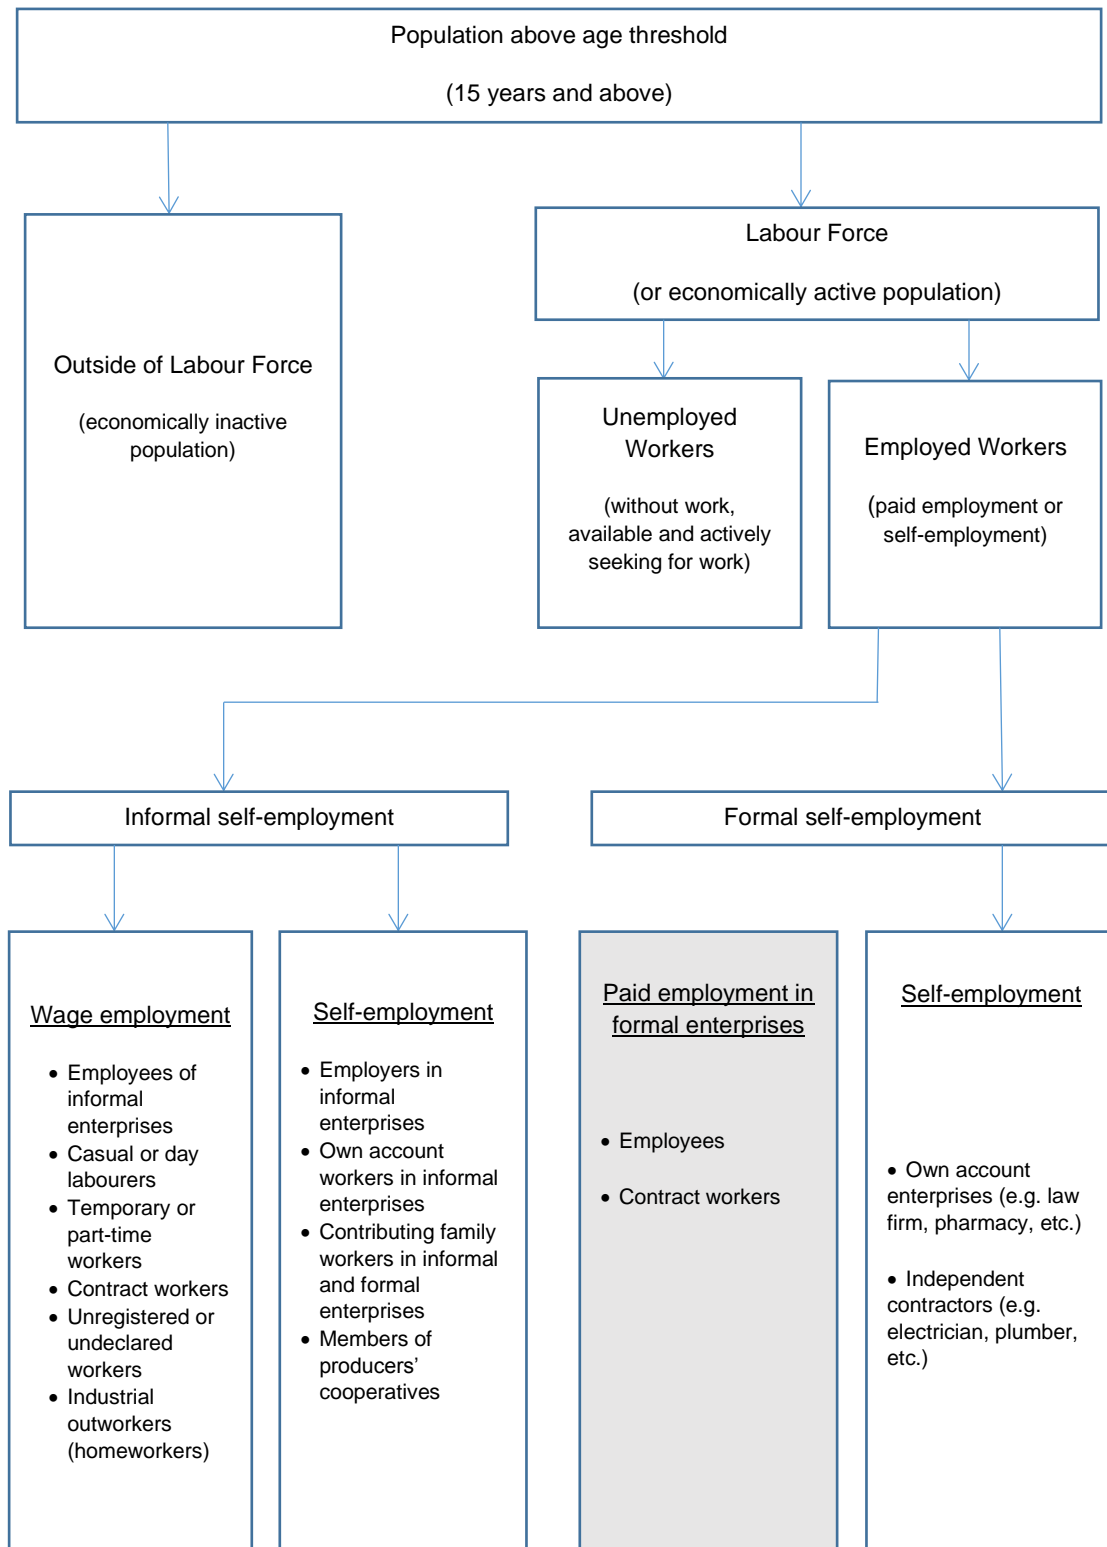 Population above age threshold
(15 years and above)
Outside of Labour Force
(economically inactive
population)
Labour Force
(or economically active population)
Unemployed
Workers
(without work,
available and actively
seeking for work)
Employed Workers
(paid employment or
self-employment)
Informal self-employment
Formal self-employment
Wage employment
• Employees of
informal
enterprises
• Casual or day
labourers
• Temporary or
part-time
workers
• Contract workers
• Unregistered or
undeclared
workers
• Industrial
outworkers
(homeworkers)
Self-employment
• Employers in
informal
enterprises
• Own account
workers in informal
enterprises
• Contributing family
workers in informal
and formal
enterprises
• Members of
producers’
cooperatives
Paid employment in
formal enterprises
• Employees
• Contract workers
Self-employment
• Own account
enterprises (e.g. law
firm, pharmacy, etc.)
• Independent
contractors (e.g.
electrician, plumber,
etc.)